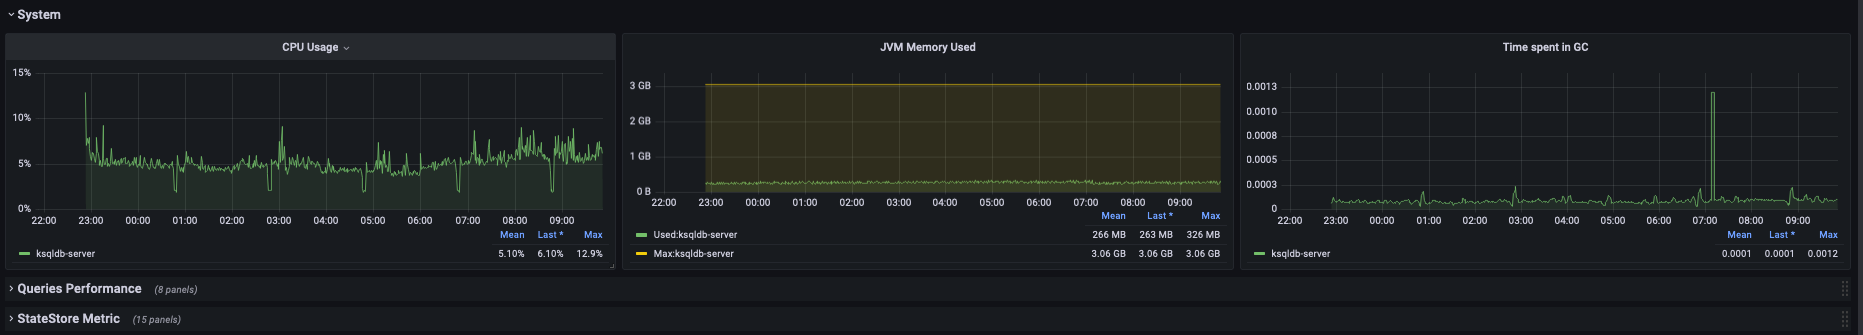 System
CPU Usage
15%
10%
5%
0%
22:00 23:00 00:00 01:00 02:00 03:00 04:00 05:00 06:00 07:00 08:00 09:00
Mean Last * Max
ksqldb-server 5.10% 6.10% 12.9%
JVM Memory Used
3 GB
2 GB
1 GB
0 B
22:00 23:00 00:00 01:00 02:00 03:00 04:00 05:00 06:00 07:00 08:00 09:00
Mean Last * Max
Used:ksqldb-server 266 MB 263 MB 326 MB
Max:ksqldb-server 3.06 GB 3.06 GB 3.06 GB
Time spent in GC
0.0013
0.0010
0.0008
0.0005
0.0003
0
22:00 23:00 00:00 01:00 02:00 03:00 04:00 05:00 06:00 07:00 08:00 09:00
Mean Last * Max
ksqldb-server 0.0001 0.0001 0.0012
Queries Performance (8 panels)
StateStore Metric (15 panels)